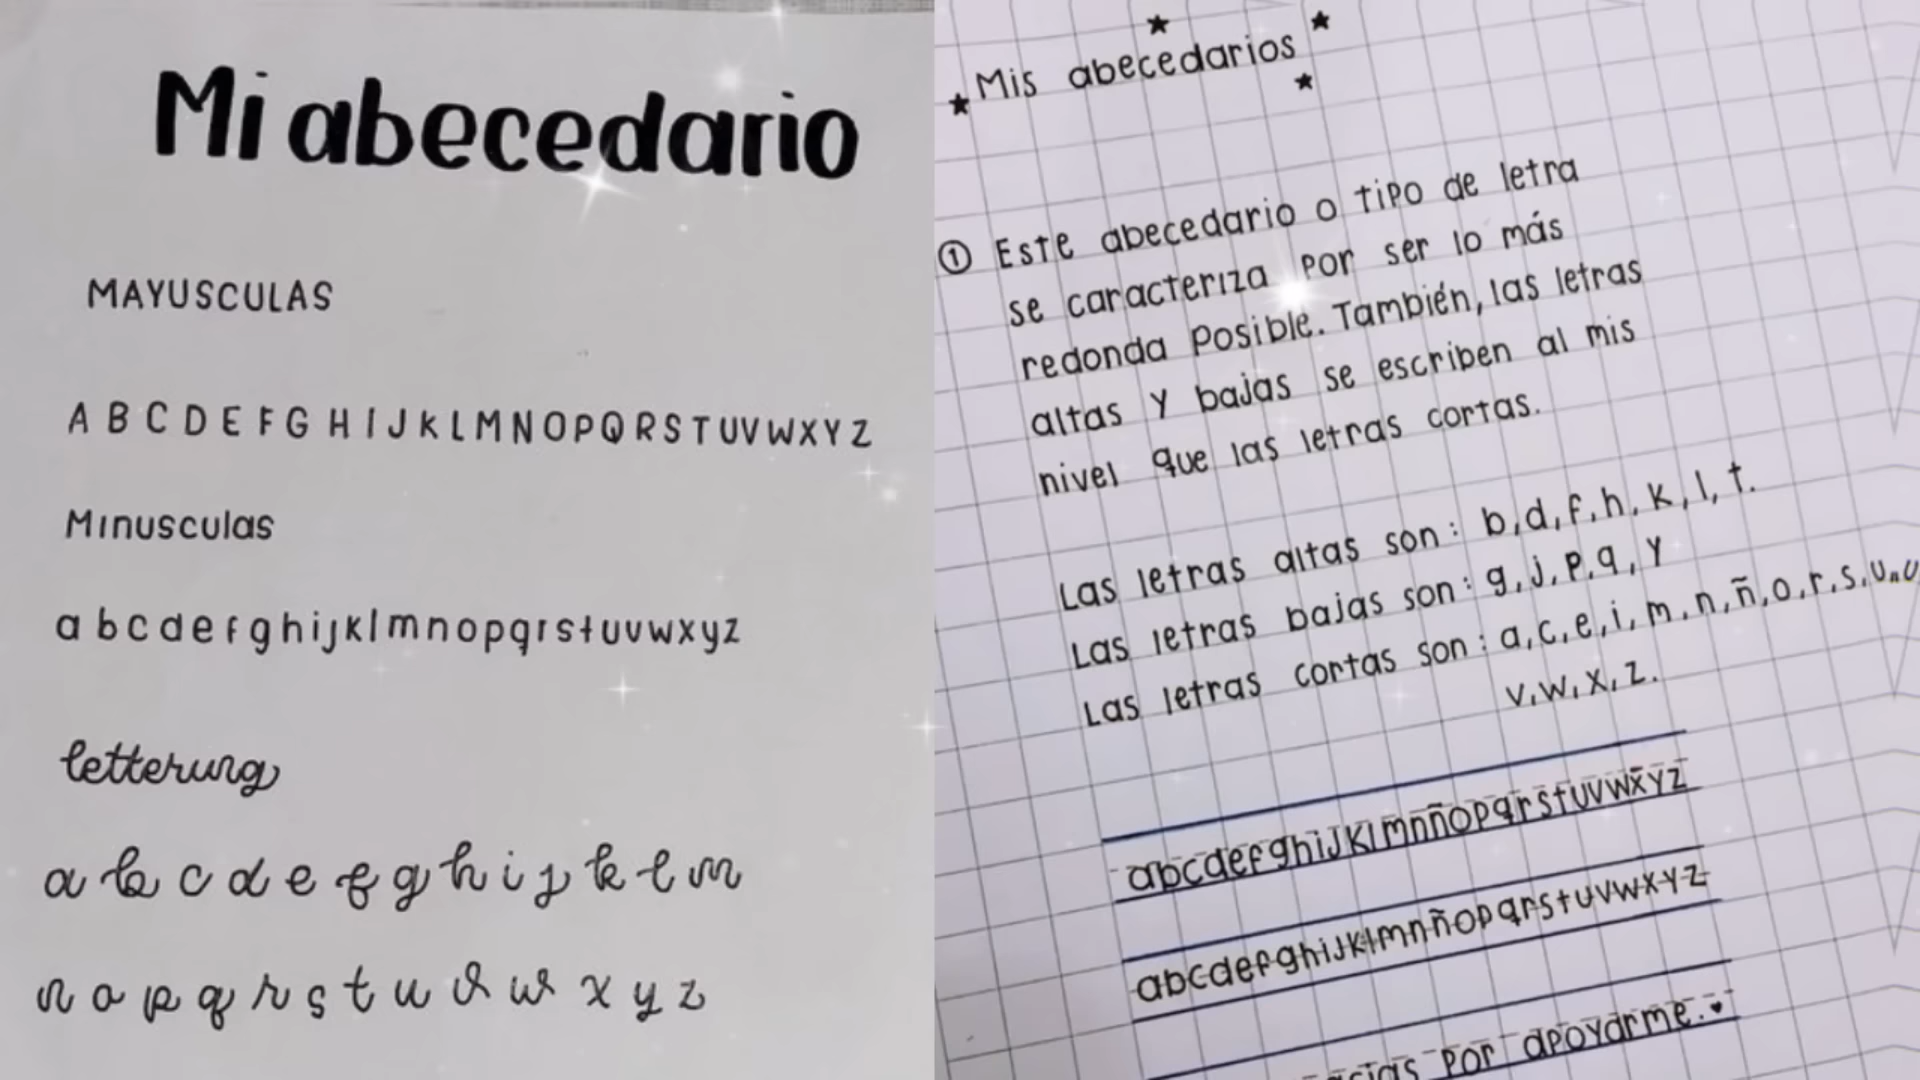 Mi abecedario
MAYUSCULAS
A B C D E F G H I J K L M N O P Q R S T U V W X Y Z
Minusculas
a b c d e f g h i j k l m n o p q r s t u v w x y z
lettering
a b c d e f g h i j k l m
n o p q r s t u v w x y z
Mis abecedarios
① Este abecedario o tipo de letra
se caracteriza por ser lo más
redonda posible. También, las letras
altas y bajas se escriben al mis
nivel que las letras cortas.
Las letras altas son: b, d, f, h, k, l, t.
Las letras bajas son: g, j, p, q, y
Las letras cortas son: a, c, e, i, m, n, ñ, o, r, s, u,
v, w, x, z.
abcdefghijklmnñopqrstuvwxyz
abcdefghijklmnñopqrstuvwxyz
por apoyarme.♥